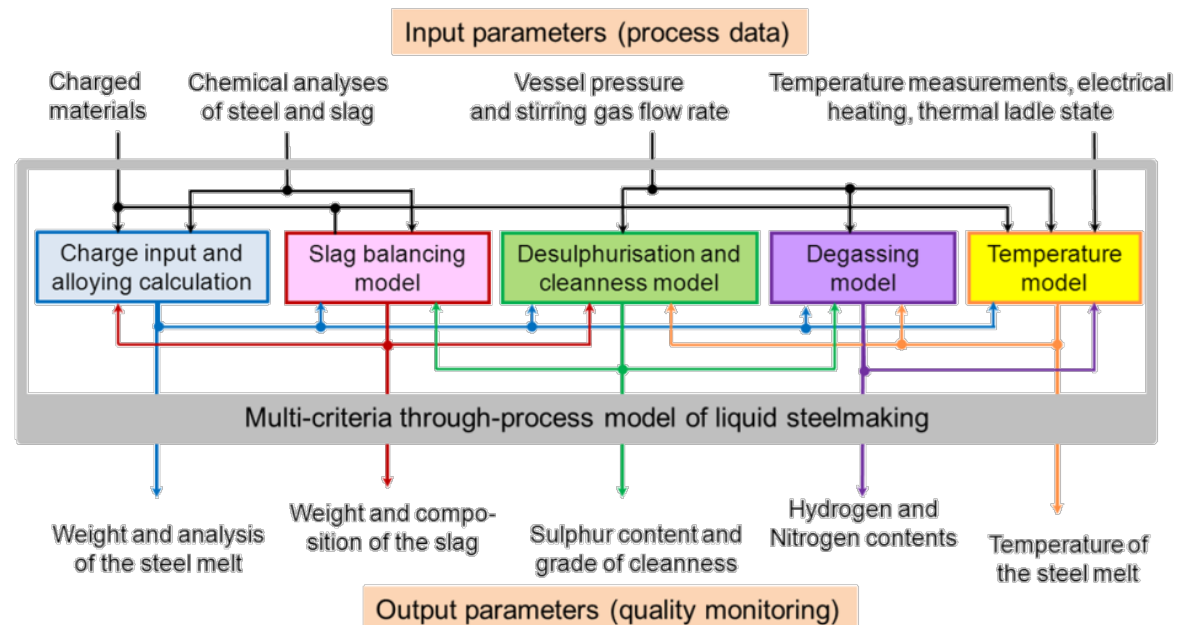 Input parameters (process data)
Charged
materials
Chemical analyses
of steel and slag
Vessel pressure
and stirring gas flow rate
Temperature measurements, electrical
heating, thermal ladle state
Charge input and
alloying calculation
Slag balancing
model
Desulphurisation and
cleanness model
Degassing
model
Temperature
model
Multi-criteria through-process model of liquid steelmaking
Weight and analysis
of the steel melt
Weight and compo-
sition of the slag
Sulphur content and
grade of cleanness
Hydrogen and
Nitrogen contents
Temperature of
the steel melt
Output parameters (quality monitoring)